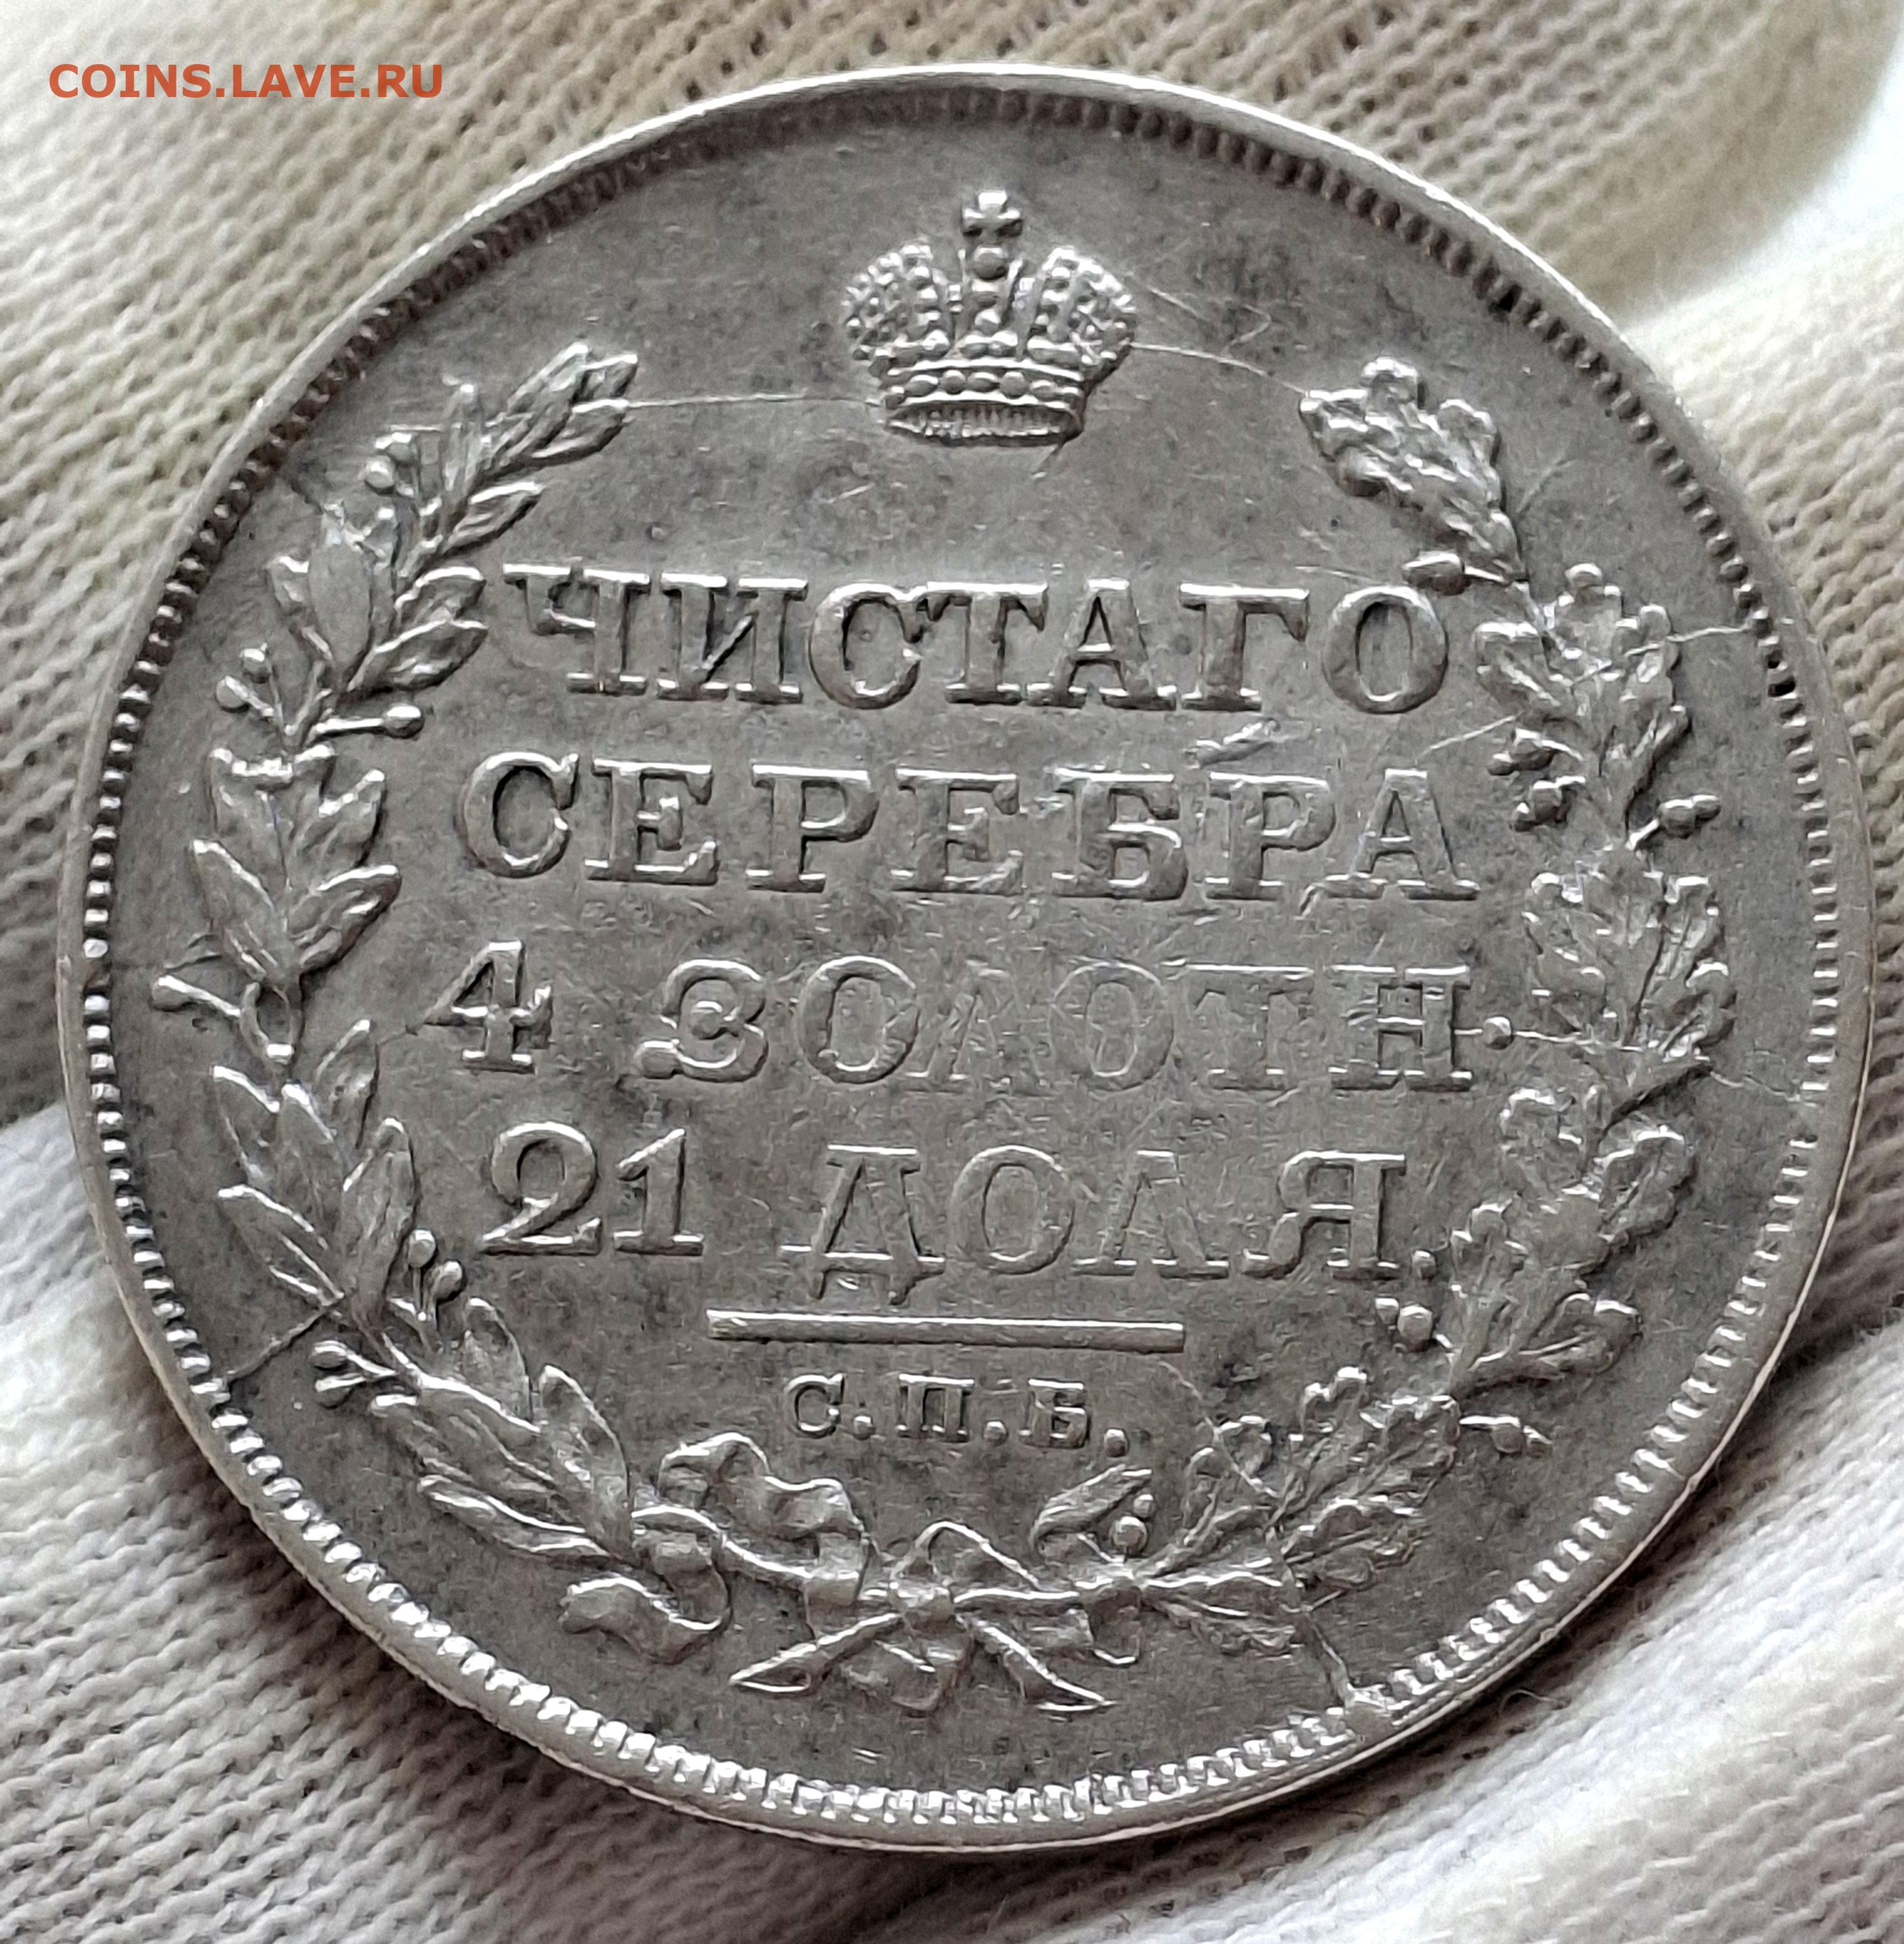 COINS.LAVE.RU
ЧИСТАГО
СЕРЕБРА
4 ЗОЛОТН.
21 ДОЛЯ.
С.П.Б.